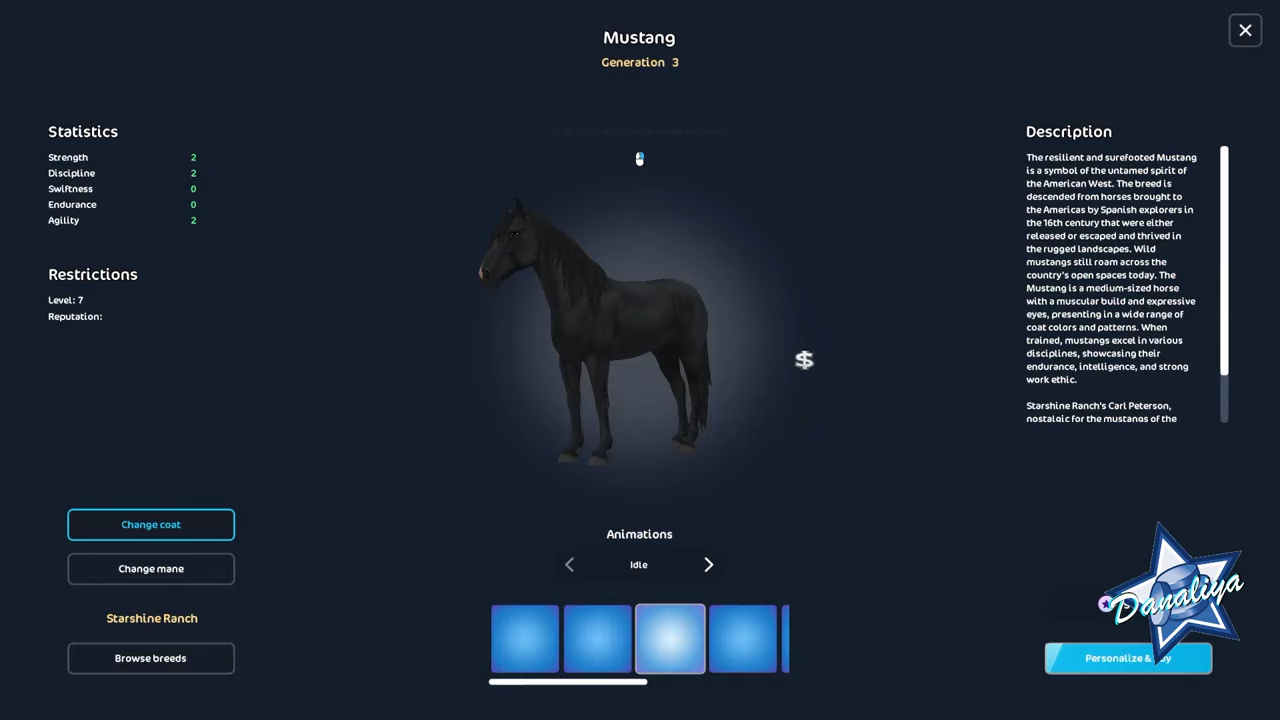 Mustang
Generation 3
Statistics
Strength 2
Discipline 2
Swiftness 0
Endurance 0
Agility 2
Restrictions
Level: 7
Reputation:
Description
The resilient and surefooted Mustang
is a symbol of the untamed spirit of
the American West. The breed is
descended from horses brought to
the Americas by Spanish explorers in
the 16th century that were either
released or escaped and thrived in
the rugged landscapes. Wild
mustangs still roam across the
country's open spaces today. The
Mustang is a medium-sized horse
with a muscular build and expressive
eyes, presenting in a wide range of
coat colors and patterns. When
trained, mustangs excel in various
disciplines, showcasing their
endurance, intelligence, and strong
work ethic.
Starshine Ranch's Carl Peterson,
nostalgic for the mustangs of the
$
Change coat
Change mane
Starshine Ranch
Browse breeds
Animations
Idle
Danaliya
Personalize &